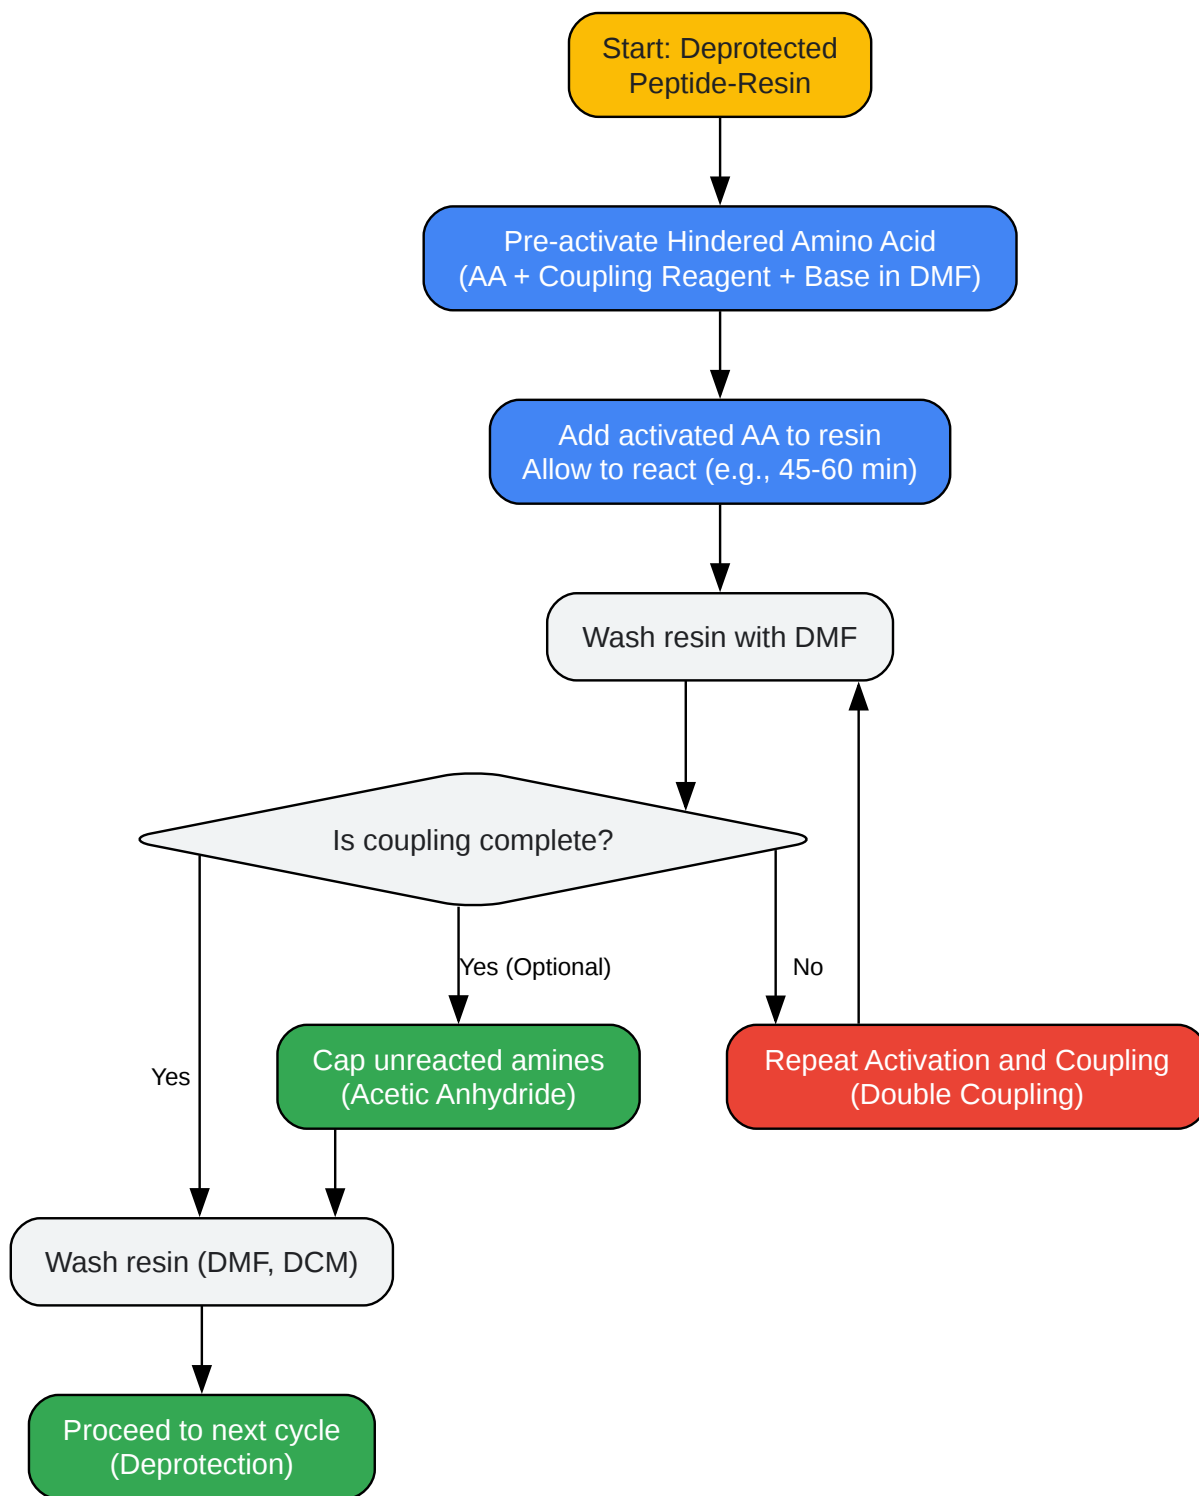 Start: Deprotected
Peptide-Resin
Pre-activate Hindered Amino Acid
(AA + Coupling Reagent + Base in DMF)
Add activated AA to resin
Allow to react (e.g., 45-60 min)
Wash resin with DMF
Is coupling complete?
Yes (Optional)
No
Cap unreacted amines
(Acetic Anhydride)
Repeat Activation and Coupling
(Double Coupling)
Yes
Wash resin (DMF, DCM)
Proceed to next cycle
(Deprotection)